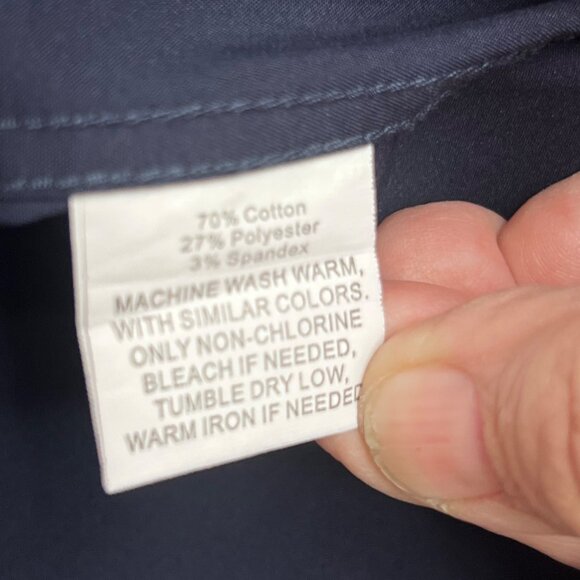 70% Cotton
27% Polyester
3% Spandex
MACHINE WASH WARM,
WITH SIMILAR COLORS.
ONLY NON-CHLORINE
BLEACH IF NEEDED,
TUMBLE DRY LOW,
WARM IRON IF NEEDED